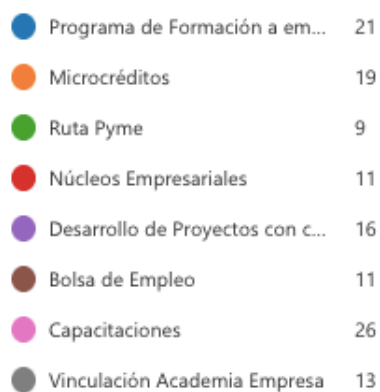 Programa de Formación a em... 21
Microcréditos 19
Ruta Pyme 9
Núcleos Empresariales 11
Desarrollo de Proyectos con c... 16
Bolsa de Empleo 11
Capacitaciones 26
Vinculación Academia Empresa 13